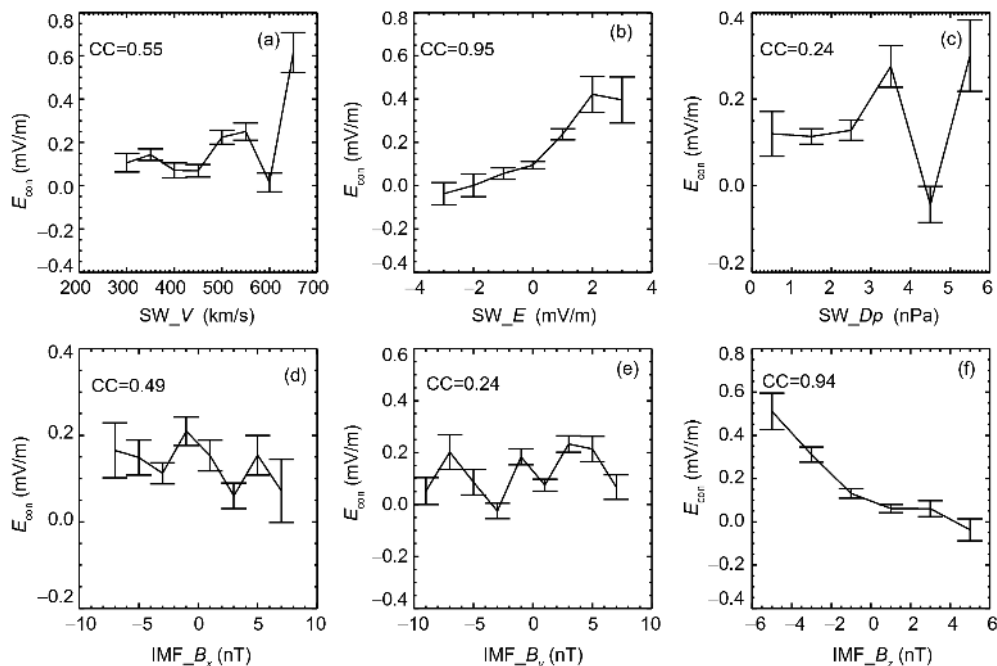 0.8
0.6
0.4
0.2
0.0
–0.2
–0.4
E_con (mV/m)
CC=0.55
(a)
200 300 400 500 600 700
SW_V (km/s)
0.8
0.6
0.4
0.2
0.0
–0.2
–0.4
E_con (mV/m)
CC=0.95
(b)
–4 –2 0 2 4
SW_E (mV/m)
0.4
0.2
0.0
–0.2
E_con (mV/m)
CC=0.24
(c)
0 1 2 3 4 5 6
SW_Dp (nPa)
0.4
0.2
0.0
–0.2
E_con (mV/m)
CC=0.49
(d)
–10 –5 0 5 10
IMF_B_x (nT)
0.6
0.4
0.2
0.0
–0.2
–0.4
E_con (mV/m)
CC=0.24
(e)
–10 –5 0 5 10
IMF_B_y (nT)
0.8
0.6
0.4
0.2
0.0
–0.2
–0.4
E_con (mV/m)
CC=0.94
(f)
–6 –4 –2 0 2 4 6
IMF_B_z (nT)